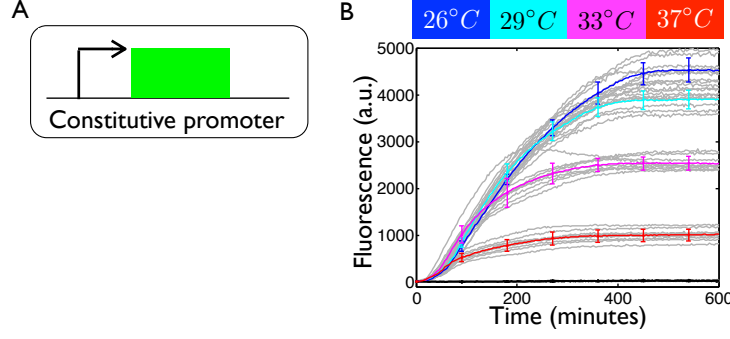 A
Constitutive promoter
B
26°C 29°C 33°C 37°C
5000
4000
3000
2000
1000
0
0 200 400 600
Fluorescence (a.u.)
Time (minutes)